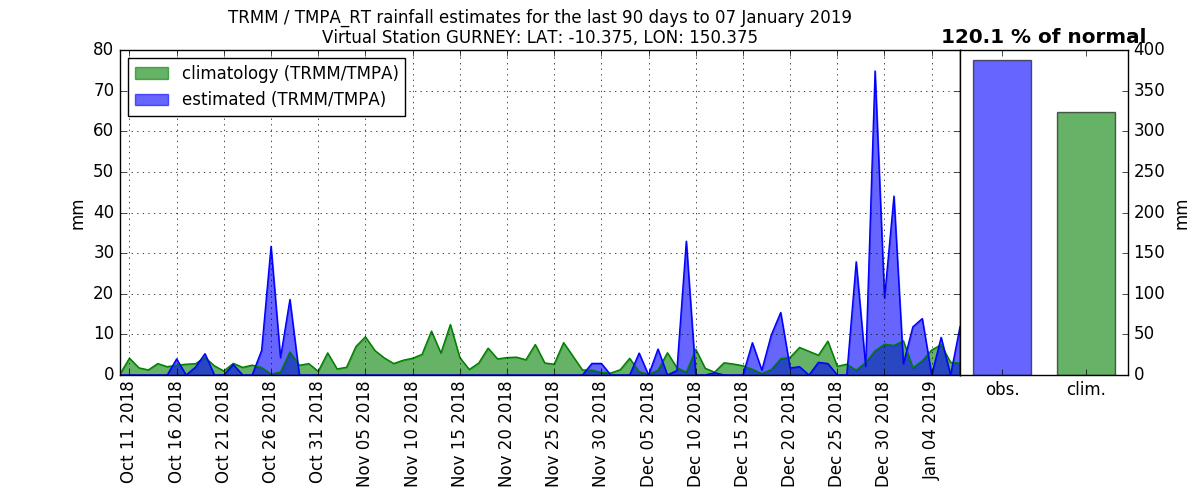 TRMM / TMPA_RT rainfall estimates for the last 90 days to 07 January 2019
Virtual Station GURNEY: LAT: -10.375, LON: 150.375
120.1 % of normal
climatology (TRMM/TMPA)
estimated (TRMM/TMPA)
mm
80
70
60
50
40
30
20
10
0
Oct 11 2018
Oct 16 2018
Oct 21 2018
Oct 26 2018
Oct 31 2018
Nov 05 2018
Nov 10 2018
Nov 15 2018
Nov 20 2018
Nov 25 2018
Nov 30 2018
Dec 05 2018
Dec 10 2018
Dec 15 2018
Dec 20 2018
Dec 25 2018
Dec 30 2018
Jan 04 2019
obs.
clim.
400
350
300
250
200
150
100
50
0
mm